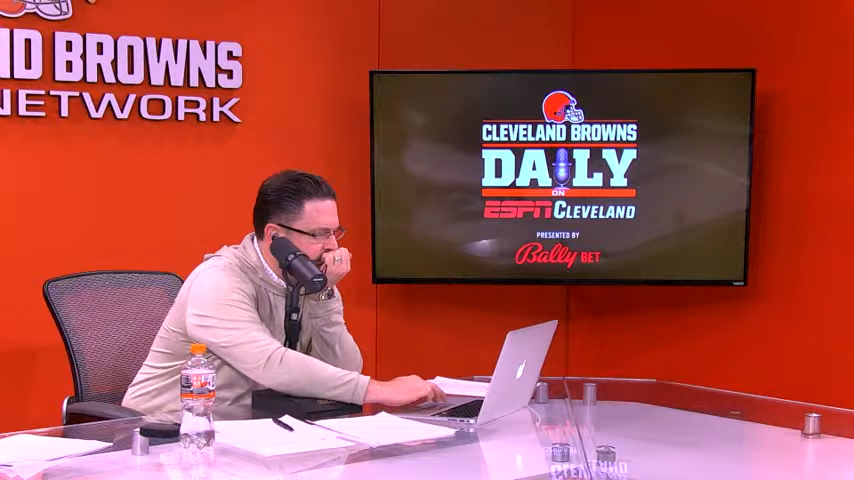 ND BROWNS
NETWORK
CLEVELAND BROWNS
DAILY
ON
ESPN CLEVELAND
PRESENTED BY
Bally BET